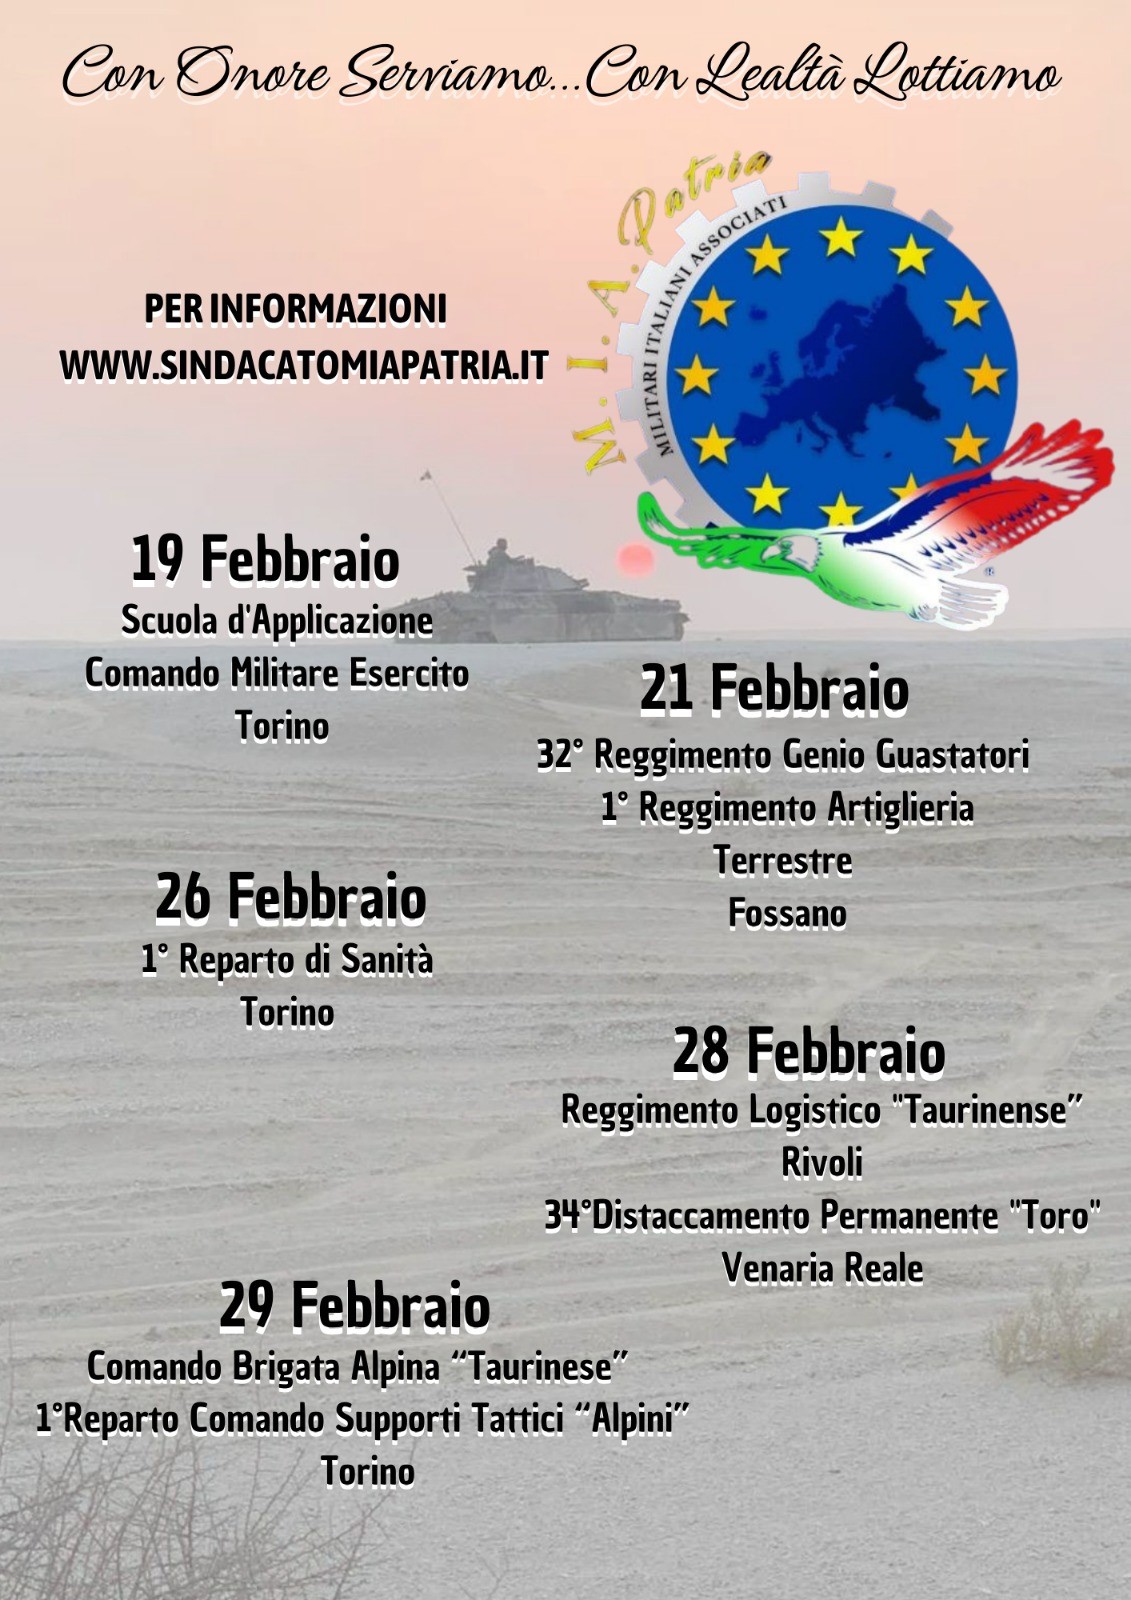 Con Onore Serviamo...Con Lealtà Lottiamo
M.I.A. Patria
MILITARI ITALIANI ASSOCIATI
PER INFORMAZIONI
WWW.SINDACATOMIAPATRIA.IT
19 Febbraio
Scuola d'Applicazione
Comando Militare Esercito
Torino
21 Febbraio
32° Reggimento Genio Guastatori
1° Reggimento Artiglieria
Terrestre
Fossano
26 Febbraio
1° Reparto di Sanità
Torino
28 Febbraio
Reggimento Logistico "Taurinense”
Rivoli
34°Distaccamento Permanente "Toro"
Venaria Reale
29 Febbraio
Comando Brigata Alpina “Taurinese”
1°Reparto Comando Supporti Tattici “Alpini”
Torino